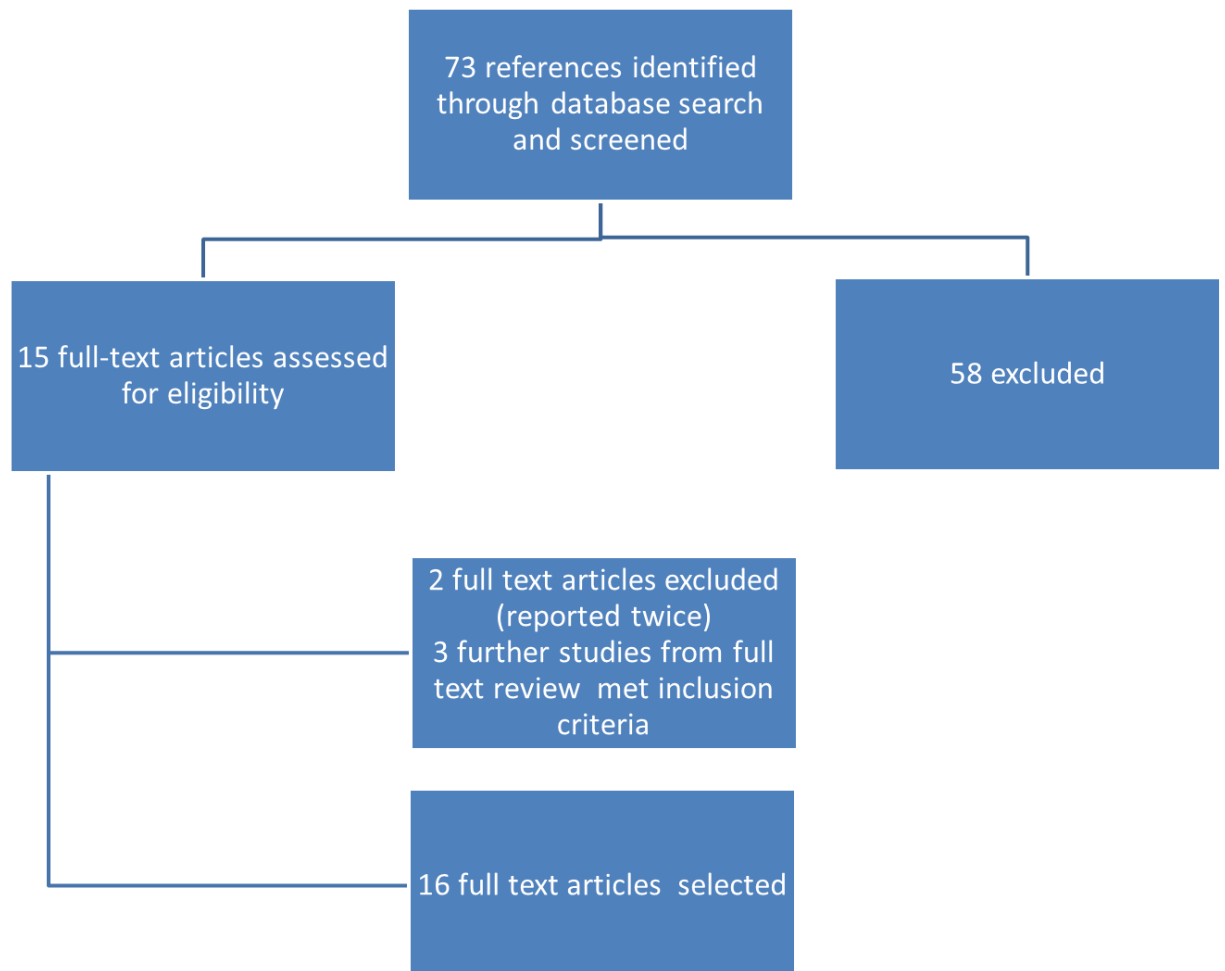 73 references identified
through database search
and screened
15 full-text articles assessed
for eligibility
58 excluded
2 full text articles excluded
(reported twice)
3 further studies from full
text review met inclusion
criteria
16 full text articles selected